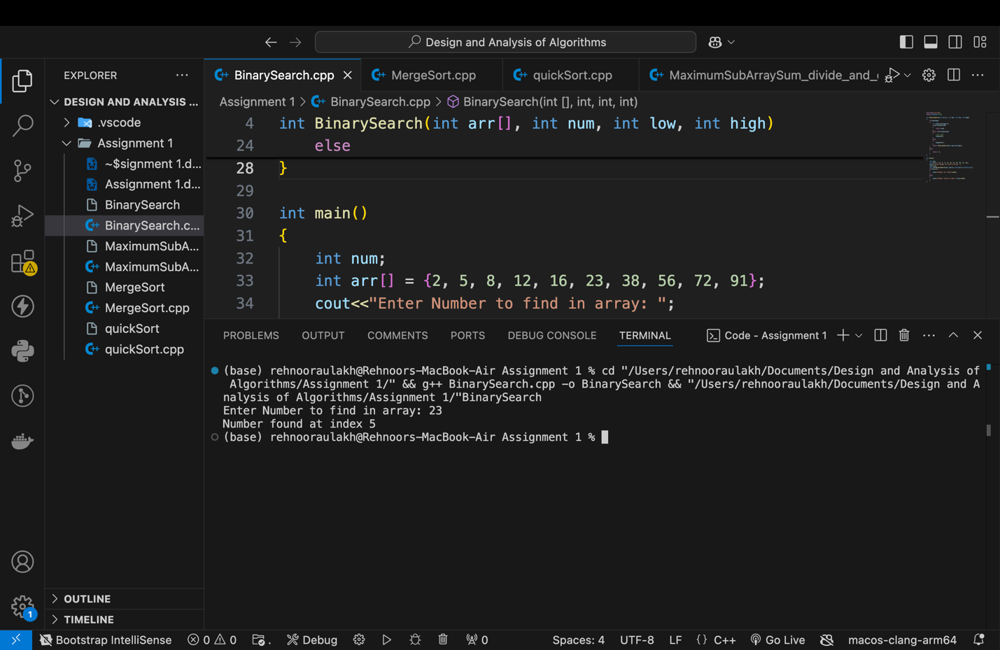 Design and Analysis of Algorithms
EXPLORER
DESIGN AND ANALYSIS ...
.vscode
Assignment 1
~$signment 1.d...
Assignment 1.d...
BinarySearch
BinarySearch.c...
MaximumSubA...
MaximumSubA...
MergeSort
MergeSort.cpp
quickSort
quickSort.cpp
OUTLINE
TIMELINE
BinarySearch.cpp
MergeSort.cpp
quickSort.cpp
MaximumSubArraySum_divide_and_
Assignment 1 > BinarySearch.cpp > BinarySearch(int [], int, int, int)
4 int BinarySearch(int arr[], int num, int low, int high)
24 else
28 }
29
30 int main()
31 {
32 int num;
33 int arr[] = {2, 5, 8, 12, 16, 23, 38, 56, 72, 91};
34 cout<<"Enter Number to find in array: ";
PROBLEMS OUTPUT COMMENTS PORTS DEBUG CONSOLE TERMINAL Code - Assignment 1
(base) rehnooraulakh@Rehnoors-MacBook-Air Assignment 1 % cd "/Users/rehnooraulakh/Documents/Design and Analysis of
Algorithms/Assignment 1/" && g++ BinarySearch.cpp -o BinarySearch && "/Users/rehnooraulakh/Documents/Design and A
nalysis of Algorithms/Assignment 1/"BinarySearch
Enter Number to find in array: 23
Number found at index 5
(base) rehnooraulakh@Rehnoors-MacBook-Air Assignment 1 %
1
Bootstrap IntelliSense 0 0 . Debug 0 Spaces: 4 UTF-8 LF {} C++ Go Live macos-clang-arm64